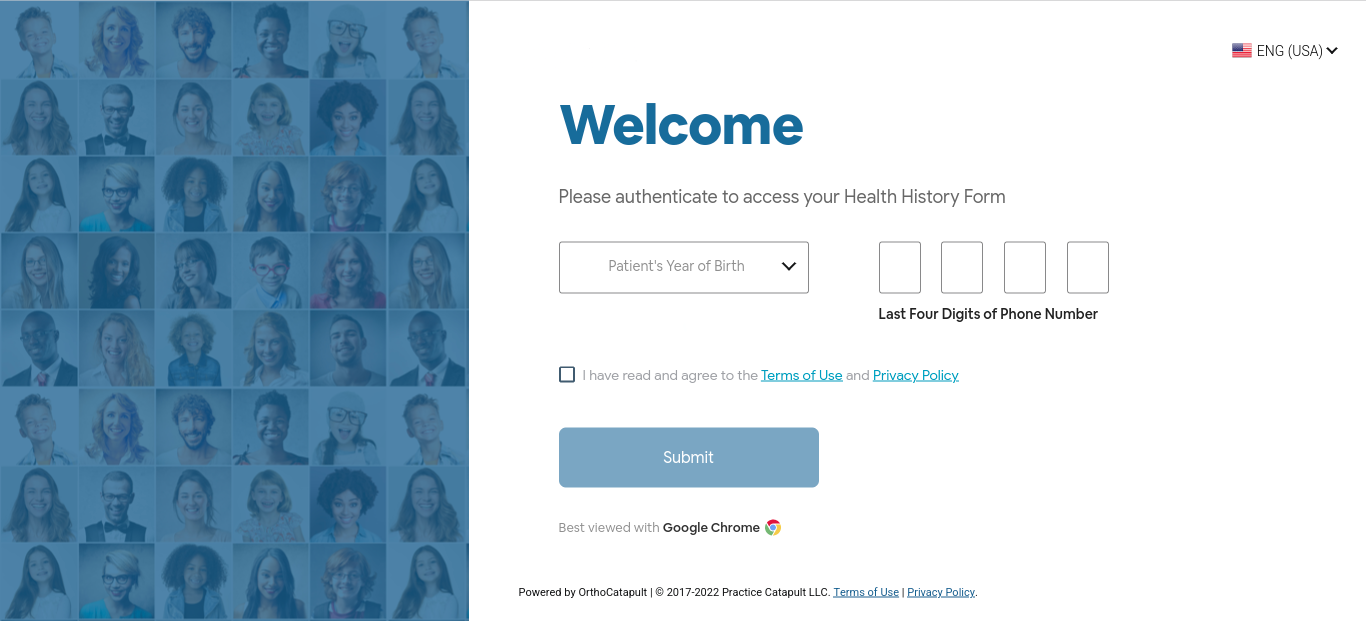 ENG (USA)
Welcome
Please authenticate to access your Health History Form
Patient's Year of Birth
Last Four Digits of Phone Number
I have read and agree to the Terms of Use and Privacy Policy
Submit
Best viewed with Google Chrome
Powered by OrthoCatapult | © 2017-2022 Practice Catapult LLC. Terms of Use | Privacy Policy.